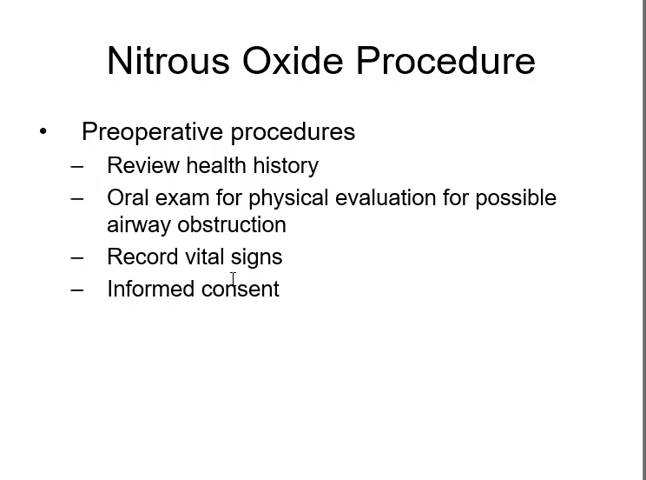 Nitrous Oxide Procedure
• Preoperative procedures
– Review health history
– Oral exam for physical evaluation for possible
airway obstruction
– Record vital signs
– Informed consent